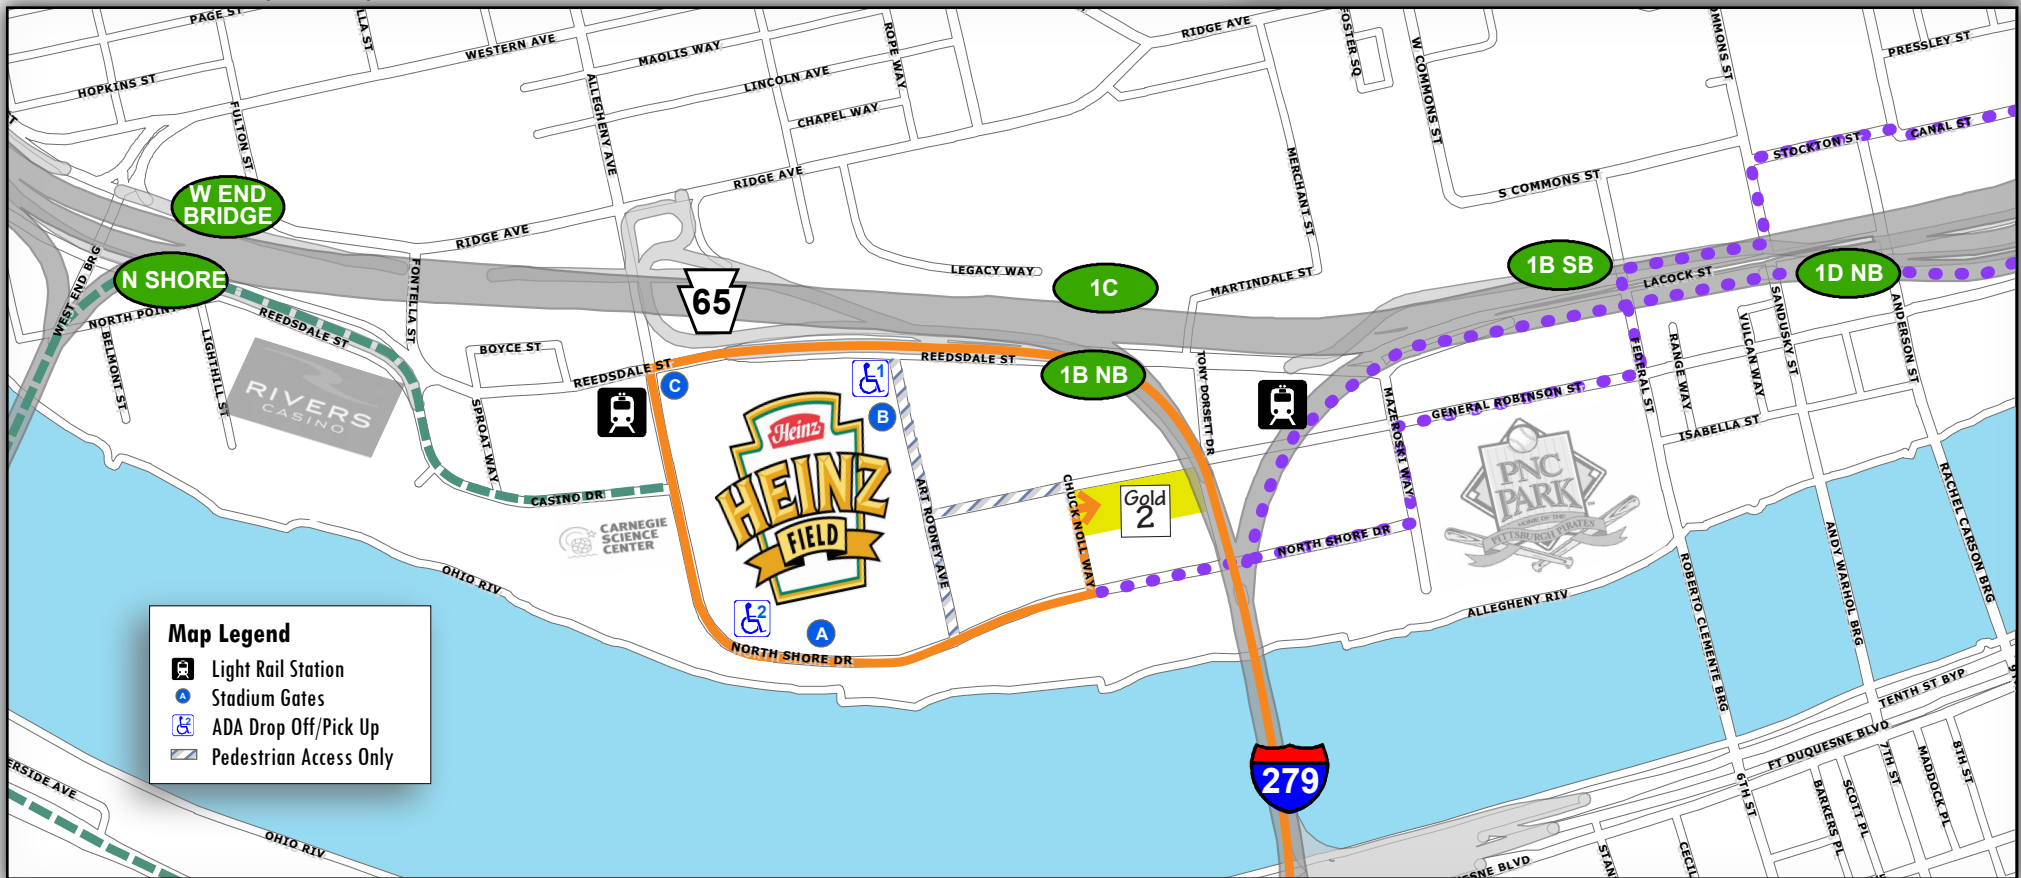 PAGE ST
WESTERN AVE
MAOLIS WAY
ROPE WAY
RIDGE AVE
FOSTER SQ
W COMMONS ST
PRESSLEY ST
HOPKINS ST
FULTON ST
ALLEGHENY AVE
LINCOLN AVE
CHAPEL WAY
MERCHANT ST
STOCKTON ST
CANAL ST
W END
BRIDGE
RIDGE AVE
S COMMONS ST
RIDGE AVE
WEST END BRG
N SHORE
FONTELLA ST
65
LEGACY WAY
1C
MARTINDALE ST
1B SB
LACOCK ST
1D NB
SANDUSKY ST
ANDERSON ST
REEDSDALE ST
BELMONT ST
LIGHTHILL ST
BOYCE ST
REEDSDALE ST
REEDSDALE ST
1B NB
TONY DORSETT DR
FEDERAL ST
RANGE WAY
VULCAN WAY
RIVERS
CASINO
SPROAT WAY
C
1
B
Heinz
HEINZ
FIELD
MAZEROSKI WAY
GENERAL ROBINSON ST
ISABELLA ST
PNC
PARK
HOME OF THE
PITTSBURGH PIRATES
CASINO DR
CARNEGIE
SCIENCE
CENTER
ART ROONEY AVE
CHUCK NOLL WAY
Gold
2
NORTH SHORE DR
RACHEL CARSON BRG
ANDY WARHOL BRG
ROBERTO CLEMENTE BRG
OHIO RIV
2
A
NORTH SHORE DR
ALLEGHENY RIV
Map Legend
Light Rail Station
A
Stadium Gates
2
ADA Drop Off/Pick Up
Pedestrian Access Only
279
TENTH ST BYP
FT DUQUESNE BLVD
6TH ST
7TH ST
MADDOCK PL
8TH ST
BARKERS PL
SCOTT PL
OHIO RIV